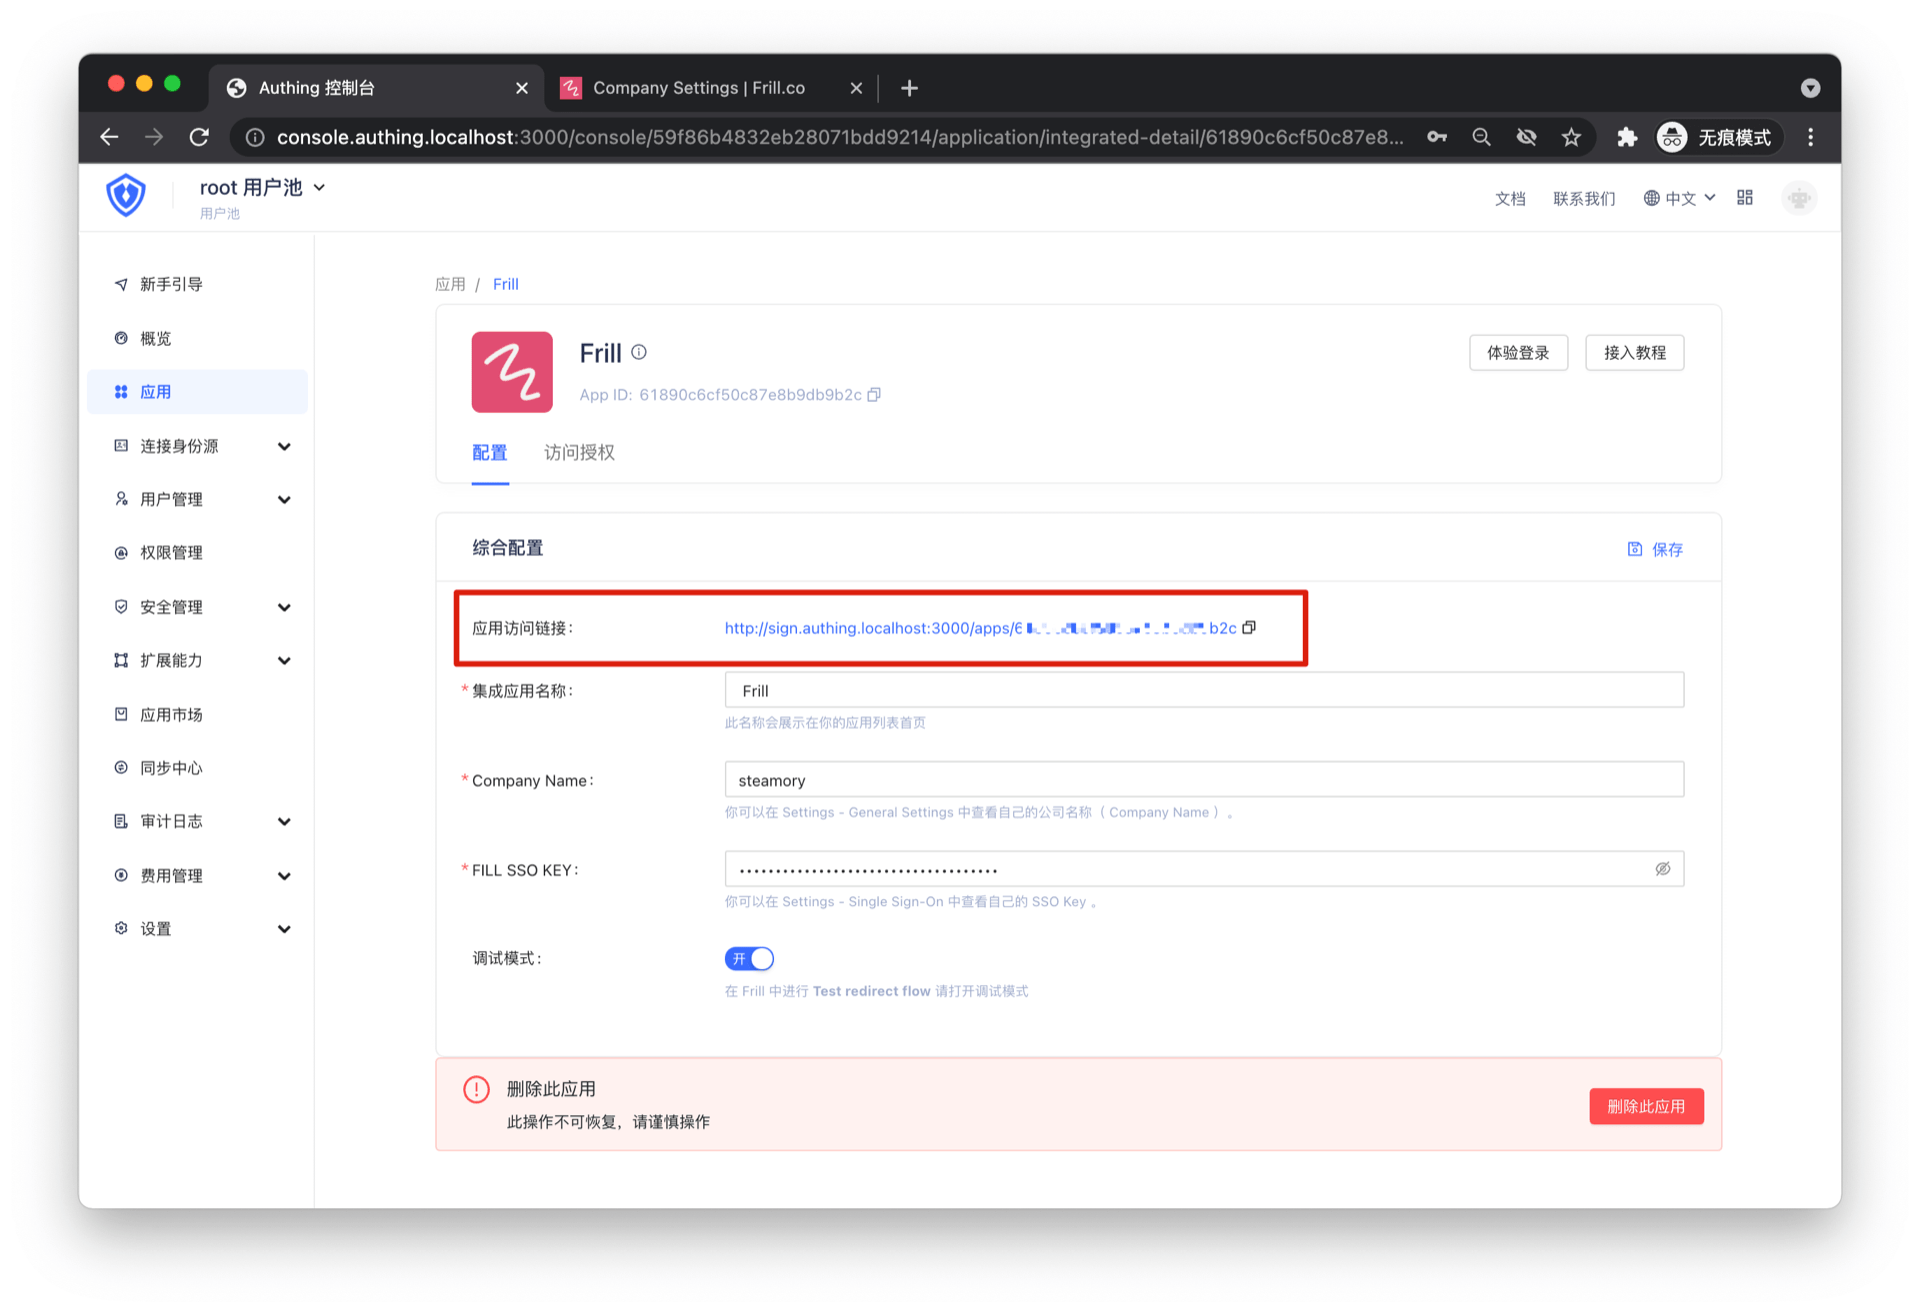 Authing 控制台
Company Settings | Frill.co
console.authing.localhost:3000/console/59f86b4832eb28071bdd9214/application/integrated-detail/61890c6cf50c87e8...
无痕模式
root 用户池
用户池
文档
联系我们
中文
新手引导
概览
应用
连接身份源
用户管理
权限管理
安全管理
扩展能力
应用市场
同步中心
审计日志
费用管理
设置
应用 / Frill
Frill
App ID: 61890c6cf50c87e8b9db9b2c
体验登录
接入教程
配置
访问授权
综合配置
保存
应用访问链接:
http://sign.authing.localhost:3000/apps/6 b2c
* 集成应用名称:
Frill
此名称会展示在你的应用列表首页
* Company Name:
steamory
你可以在 Settings - General Settings 中查看自己的公司名称（ Company Name ）。
* FILL SSO KEY:
你可以在 Settings - Single Sign-On 中查看自己的 SSO Key 。
调试模式:
开
在 Frill 中进行 Test redirect flow 请打开调试模式
删除此应用
此操作不可恢复，请谨慎操作
删除此应用